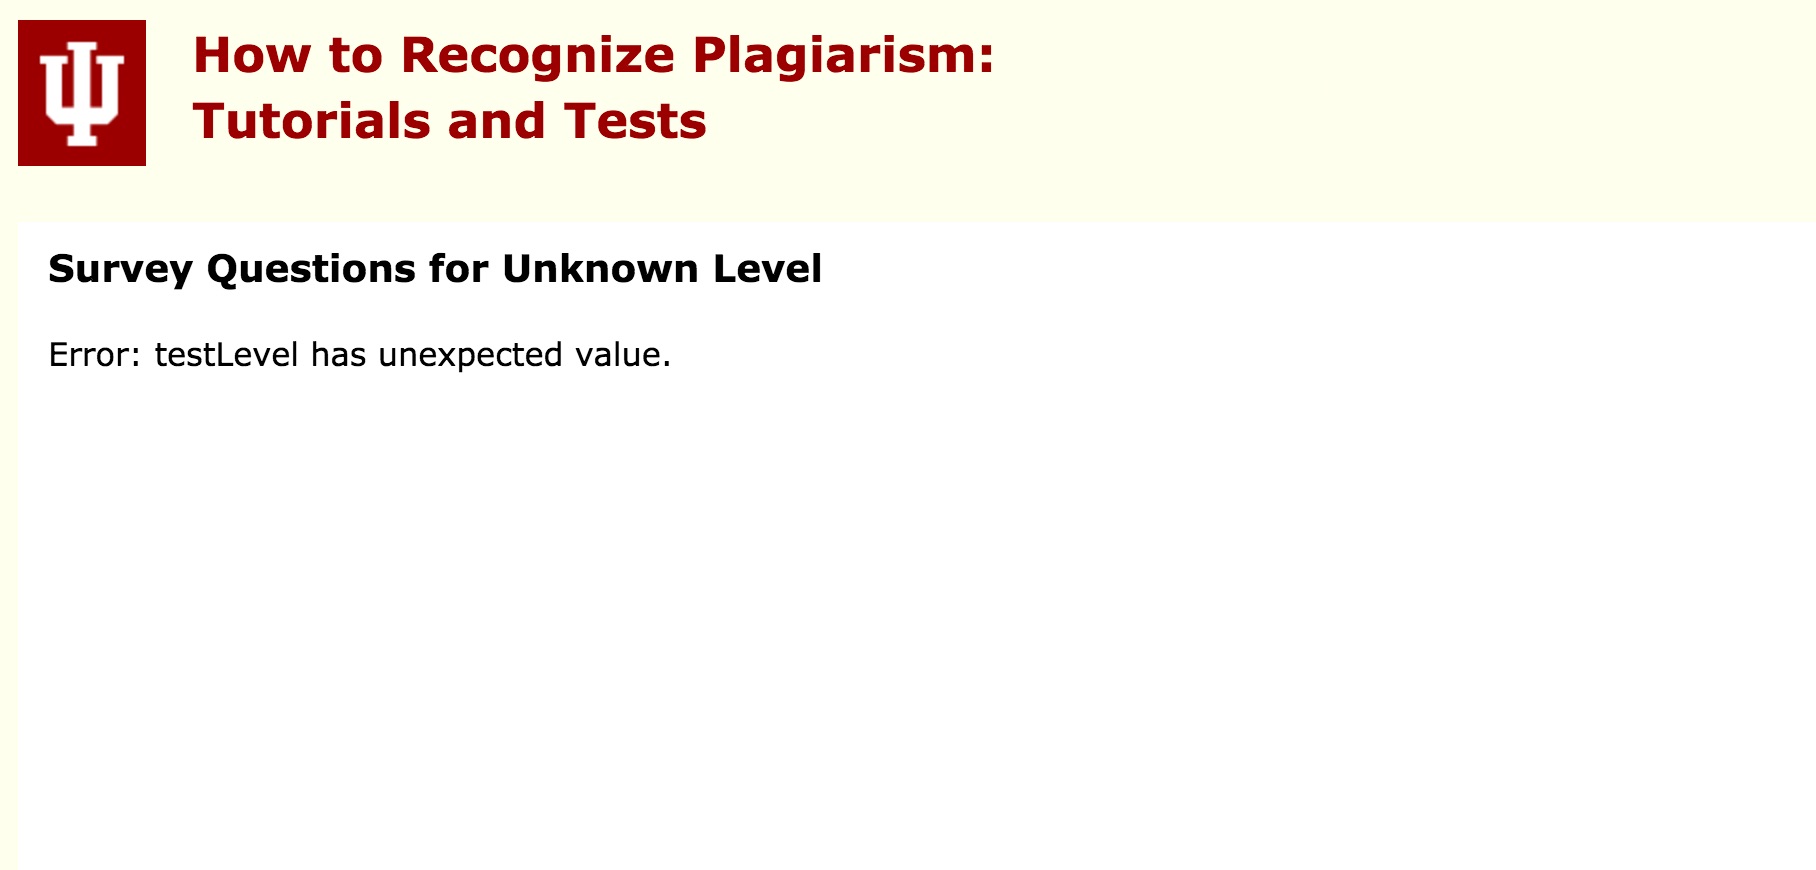 How to Recognize Plagiarism:
Tutorials and Tests
Survey Questions for Unknown Level
Error: testLevel has unexpected value.